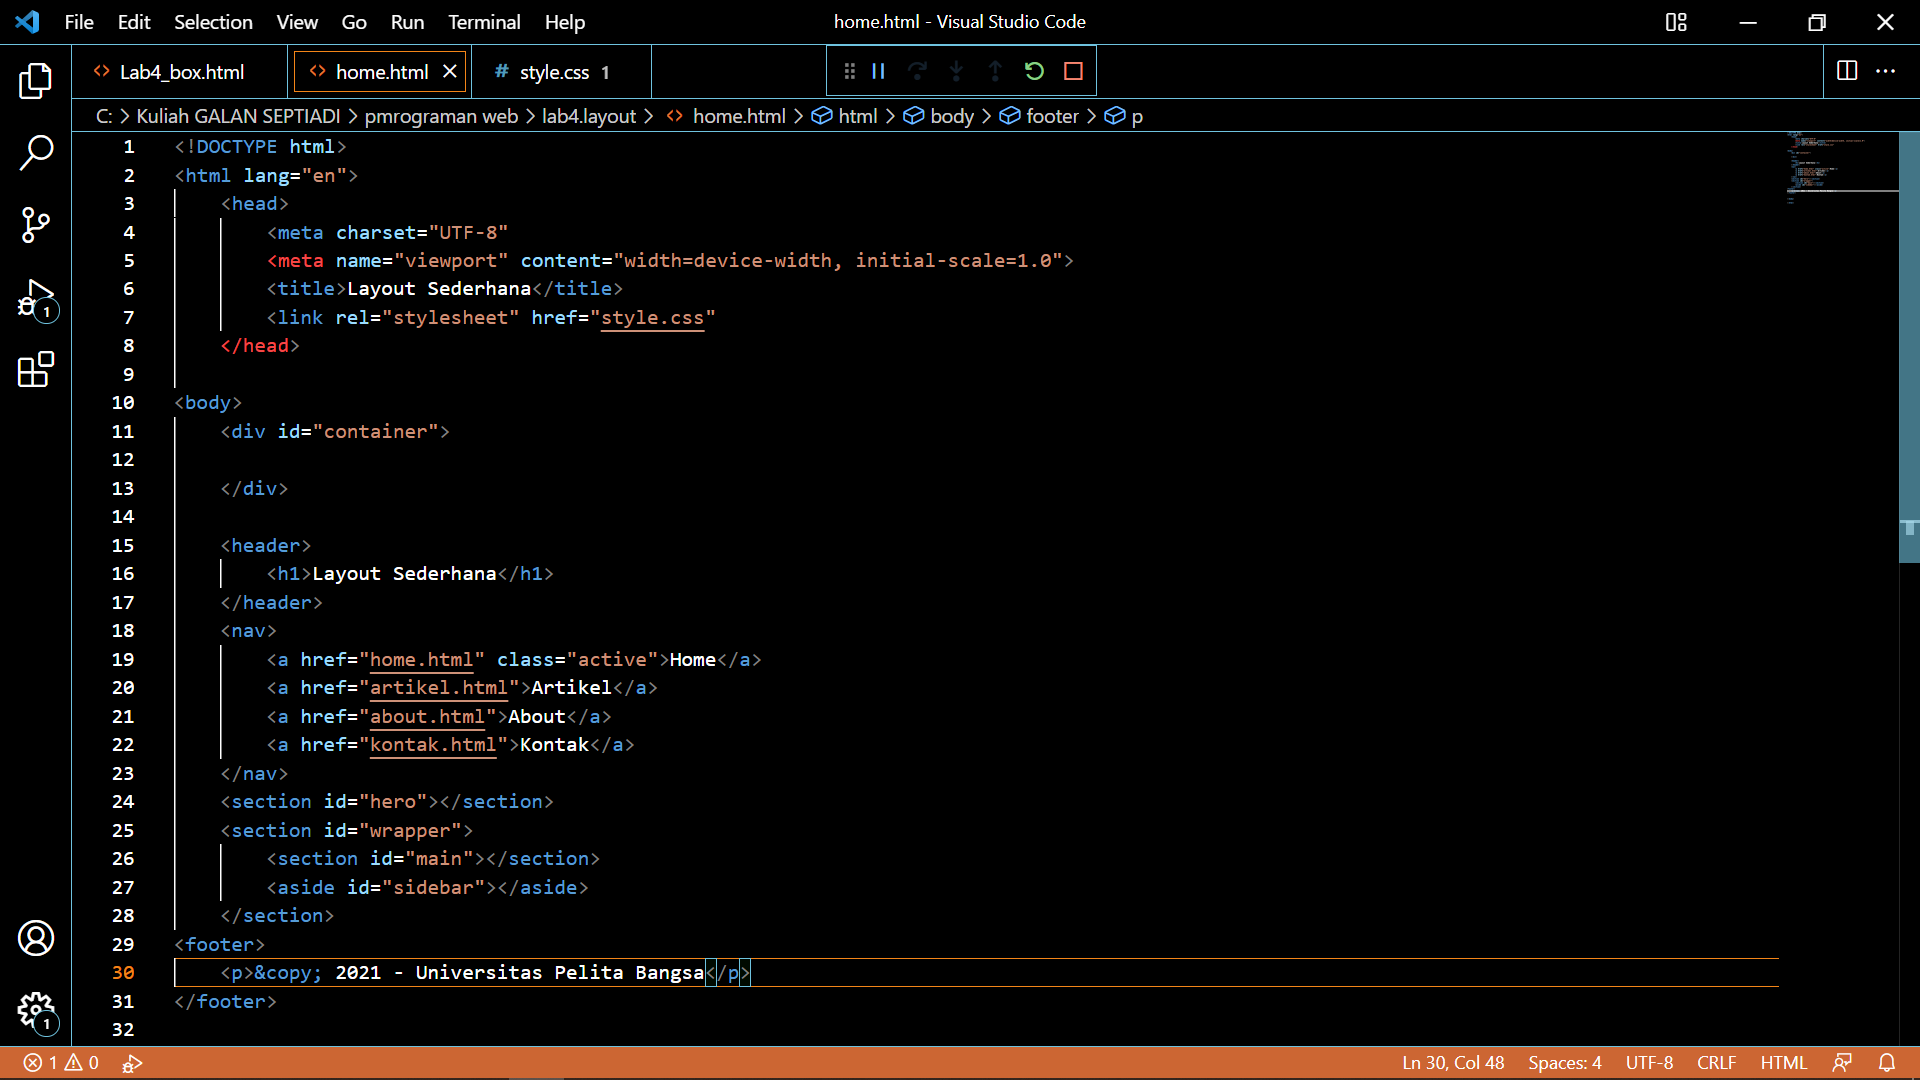 File Edit Selection View Go Run Terminal Help home.html - Visual Studio Code
Lab4_box.html home.html style.css 1
C: > Kuliah GALAN SEPTIADI > pmrograman web > lab4.layout > home.html > html > body > footer > p
1 <!DOCTYPE html>
2 <html lang="en">
3 <head>
4 <meta charset="UTF-8"
5 <meta name="viewport" content="width=device-width, initial-scale=1.0">
6 <title>Layout Sederhana</title>
7 <link rel="stylesheet" href="style.css"
8 </head>
9
10 <body>
11 <div id="container">
12
13 </div>
14
15 <header>
16 <h1>Layout Sederhana</h1>
17 </header>
18 <nav>
19 <a href="home.html" class="active">Home</a>
20 <a href="artikel.html">Artikel</a>
21 <a href="about.html">About</a>
22 <a href="kontak.html">Kontak</a>
23 </nav>
24 <section id="hero"></section>
25 <section id="wrapper">
26 <section id="main"></section>
27 <aside id="sidebar"></aside>
28 </section>
29 <footer>
30 <p>&copy; 2021 - Universitas Pelita Bangsa</p>
31 </footer>
32
1
1
1 0 Ln 30, Col 48 Spaces: 4 UTF-8 CRLF HTML